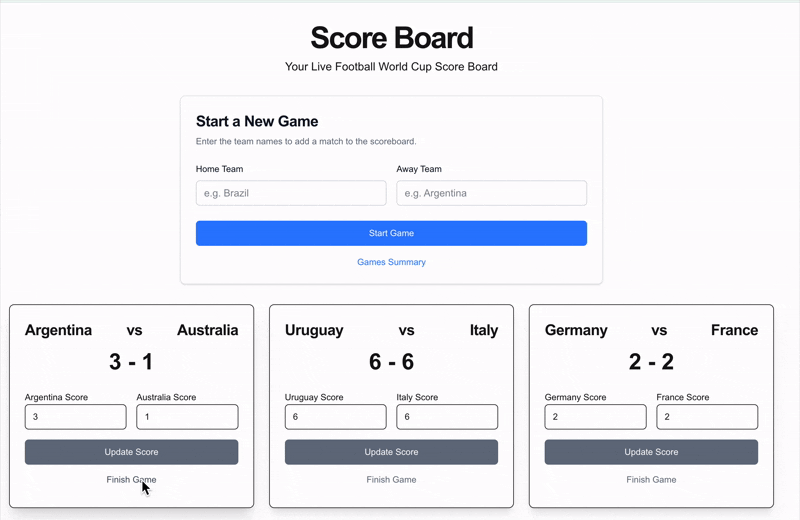 Score Board
Your Live Football World Cup Score Board
Start a New Game
Enter the team names to add a match to the scoreboard.
Home Team Away Team
e.g. Brazil e.g. Argentina
Start Game
Games Summary
Argentina vs Australia
3 - 1
Argentina Score Australia Score
3 1
Update Score
Finish Game
Uruguay vs Italy
6 - 6
Uruguay Score Italy Score
6 6
Update Score
Finish Game
Germany vs France
2 - 2
Germany Score France Score
2 2
Update Score
Finish Game